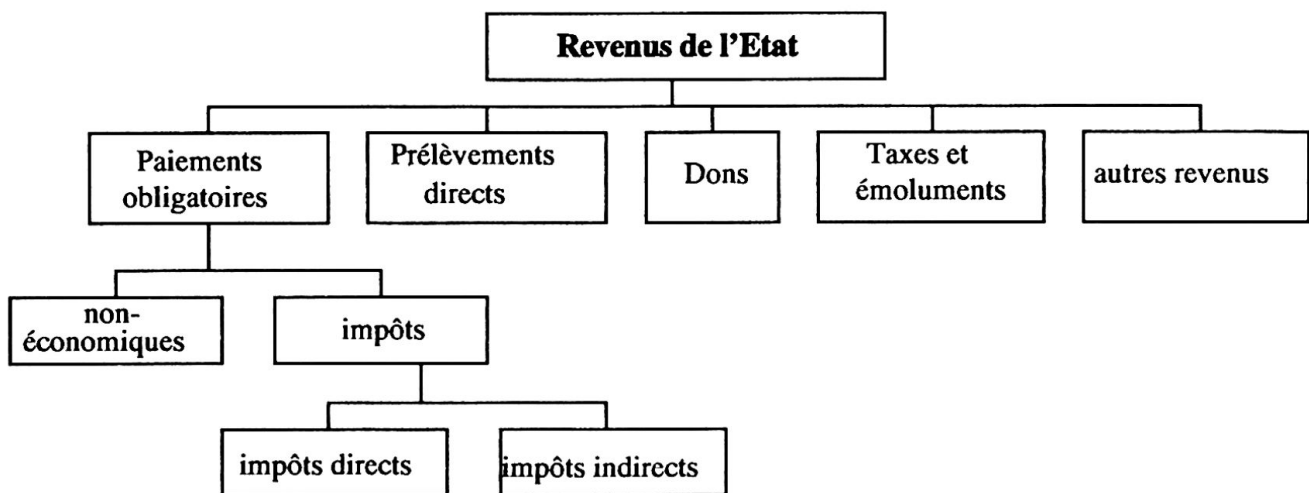 Revenus de l'Etat
Paiements
obligatoires
Prélèvements
directs
Dons
Taxes et
émoluments
autres revenus
non-
économiques
impôts
impôts directs
impôts indirects